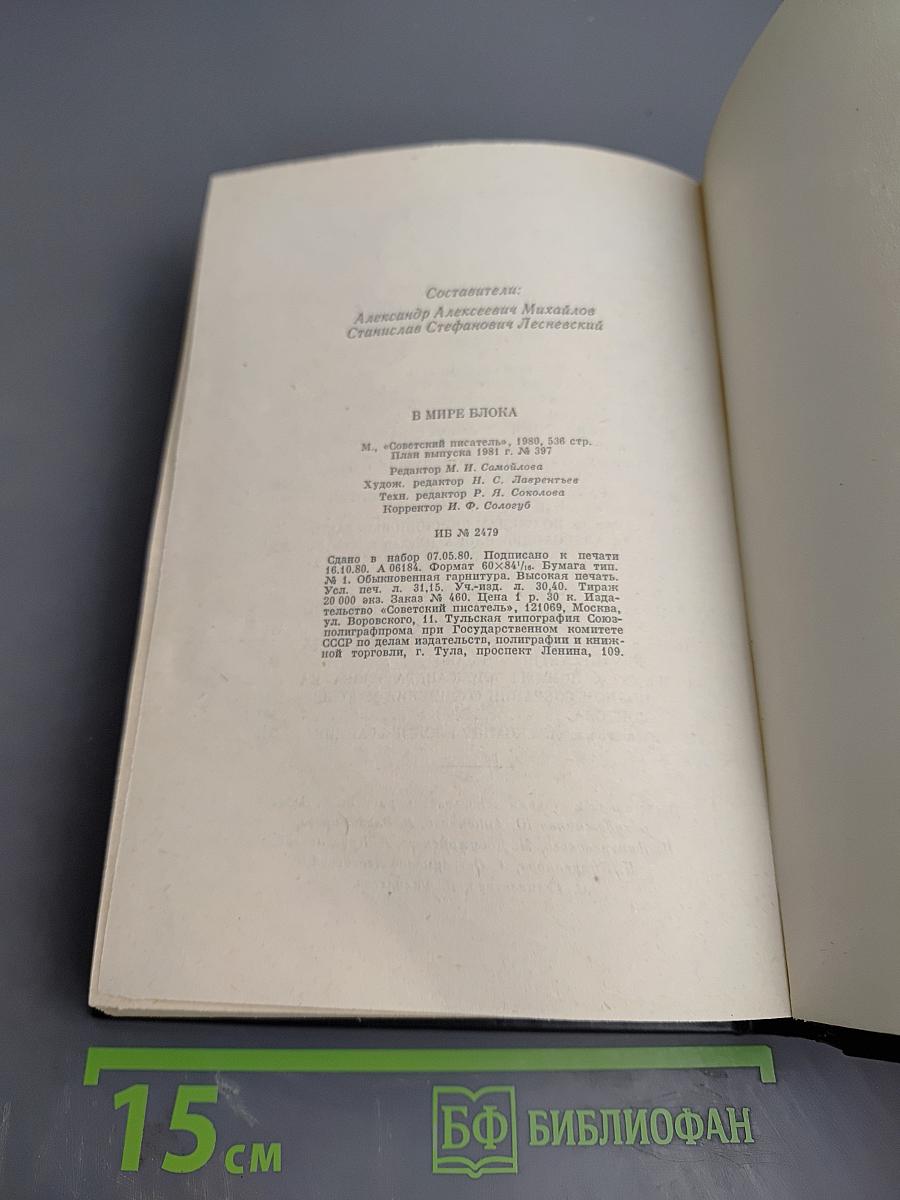 Составители:
Александр Алексеевич Михайлов
Станислав Стефанович Лесневский
В МИРЕ БЛОКА
М., «Советский писатель», 1980, 536 стр.
План выпуска 1981 г. № 397
Редактор М. И. Самойлова
Худож. редактор Н. С. Лаврентьев
Техн. редактор Р. Я. Соколова
Корректор И. Ф. Сологуб
ИБ № 2479
Сдано в набор 07.05.80. Подписано к печати
16.10.80. А 06184. Формат 60×84¹/₁₆. Бумага тип.
№ 1. Обыкновенная гарнитура. Высокая печать.
Усл. печ. л. 31,15. Уч.-изд. л. 30,40. Тираж
20 000 экз. Заказ № 460. Цена 1 р. 30 к. Изда-
тельство «Советский писатель», 121069, Москва,
ул. Воровского, 11. Тульская типография Союз-
полиграфпрома при Государственном комитете
СССР по делам издательств, полиграфии и книж-
ной торговли, г. Тула, проспект Ленина, 109.
15 см
БФ БИБЛИОФАН